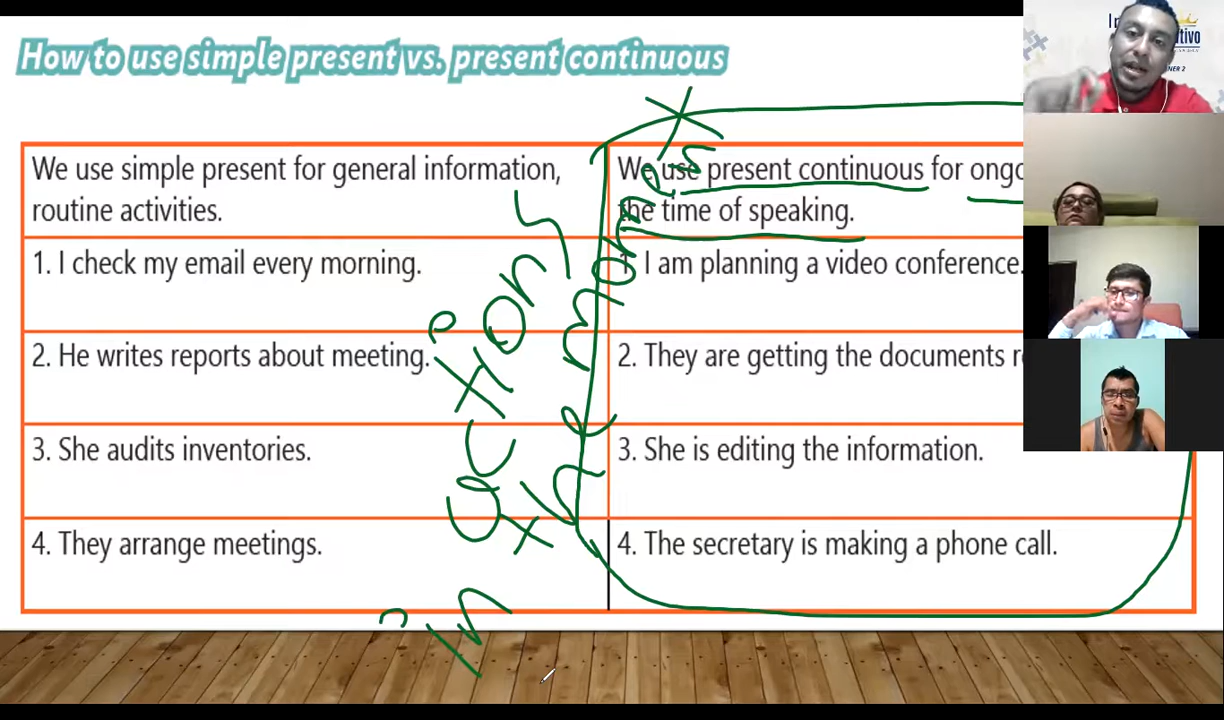 How to use simple present vs. present continuous
We use simple present for general information,
routine activities.
We use present continuous for
the time of speaking.
1. I check my email every morning.
1. I am planning a video conference.
2. He writes reports about meeting.
2. They are getting the documents
3. She audits inventories.
3. She is editing the information.
4. They arrange meetings.
4. The secretary is making a phone call.
in action
the moment